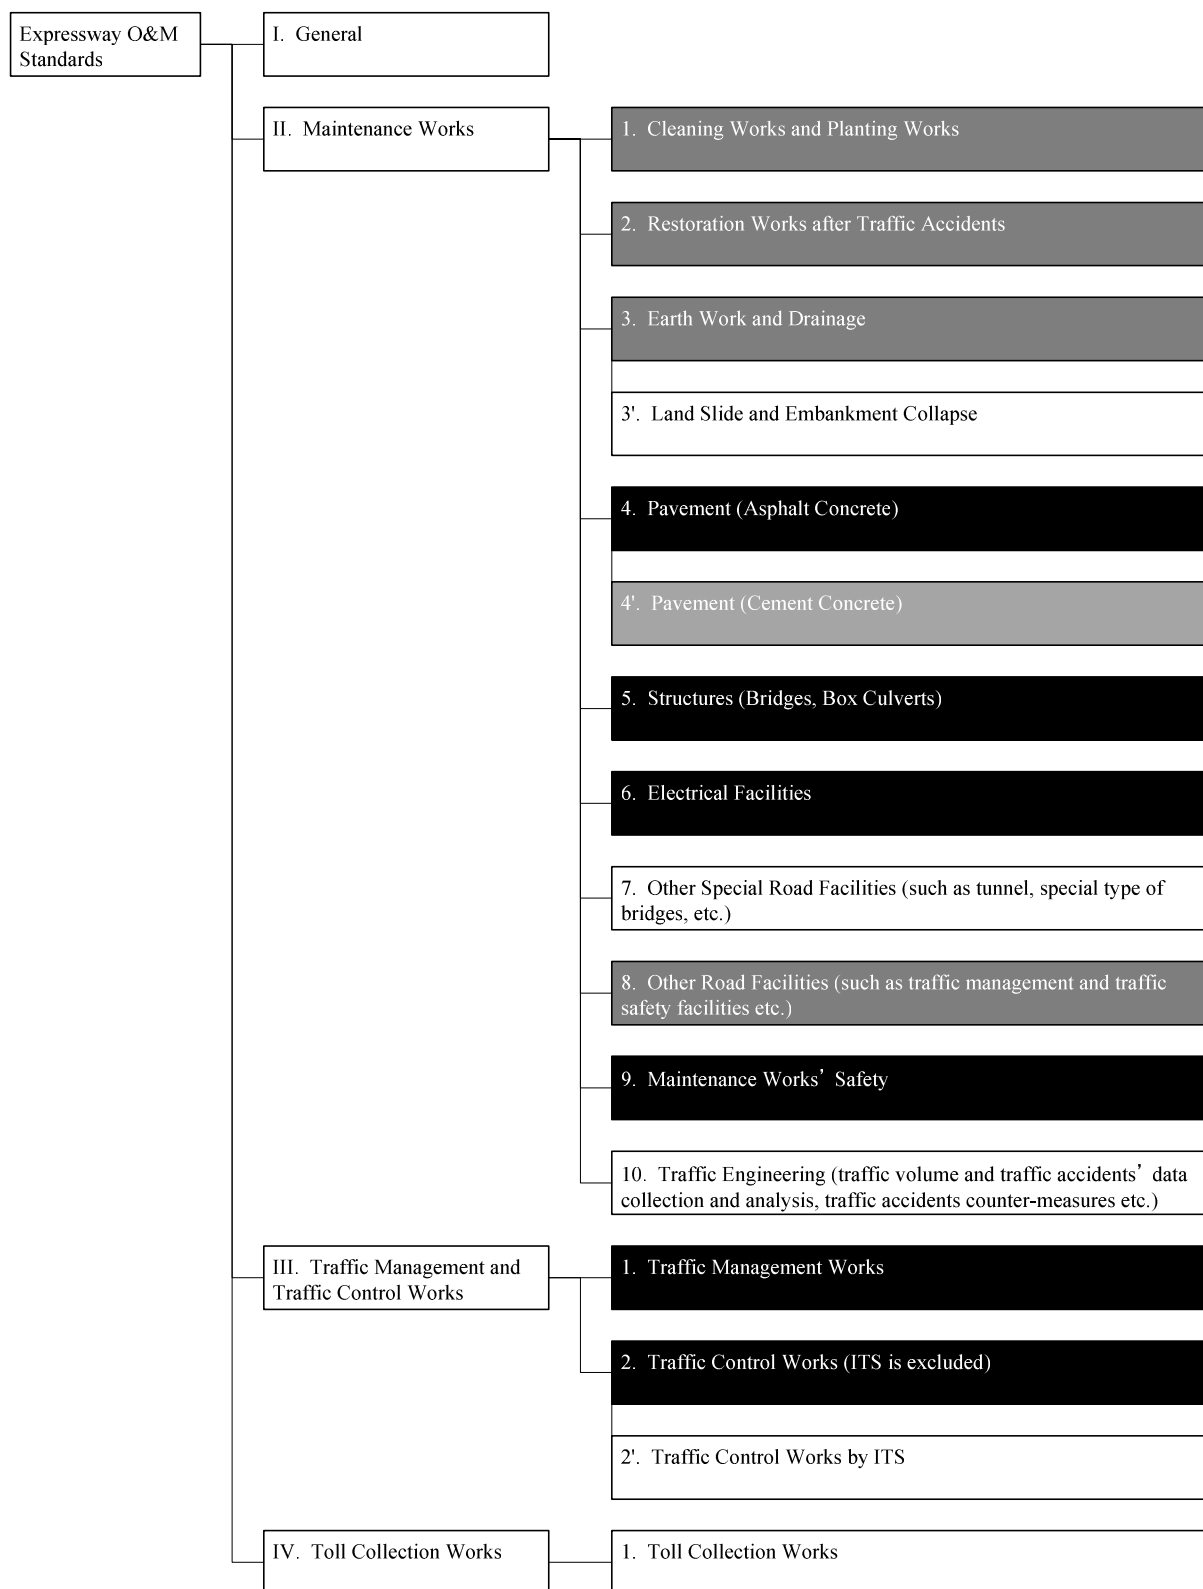 Expressway O&M
Standards
I. General
II. Maintenance Works
1. Cleaning Works and Planting Works
2. Restoration Works after Traffic Accidents
3. Earth Work and Drainage
3'. Land Slide and Embankment Collapse
4. Pavement (Asphalt Concrete)
4'. Pavement (Cement Concrete)
5. Structures (Bridges, Box Culverts)
6. Electrical Facilities
7. Other Special Road Facilities (such as tunnel, special type of
bridges, etc.)
8. Other Road Facilities (such as traffic management and traffic
safety facilities etc.)
9. Maintenance Works’ Safety
10. Traffic Engineering (traffic volume and traffic accidents’ data
collection and analysis, traffic accidents counter-measures etc.)
III. Traffic Management and
Traffic Control Works
1. Traffic Management Works
2. Traffic Control Works (ITS is excluded)
2'. Traffic Control Works by ITS
IV. Toll Collection Works
1. Toll Collection Works